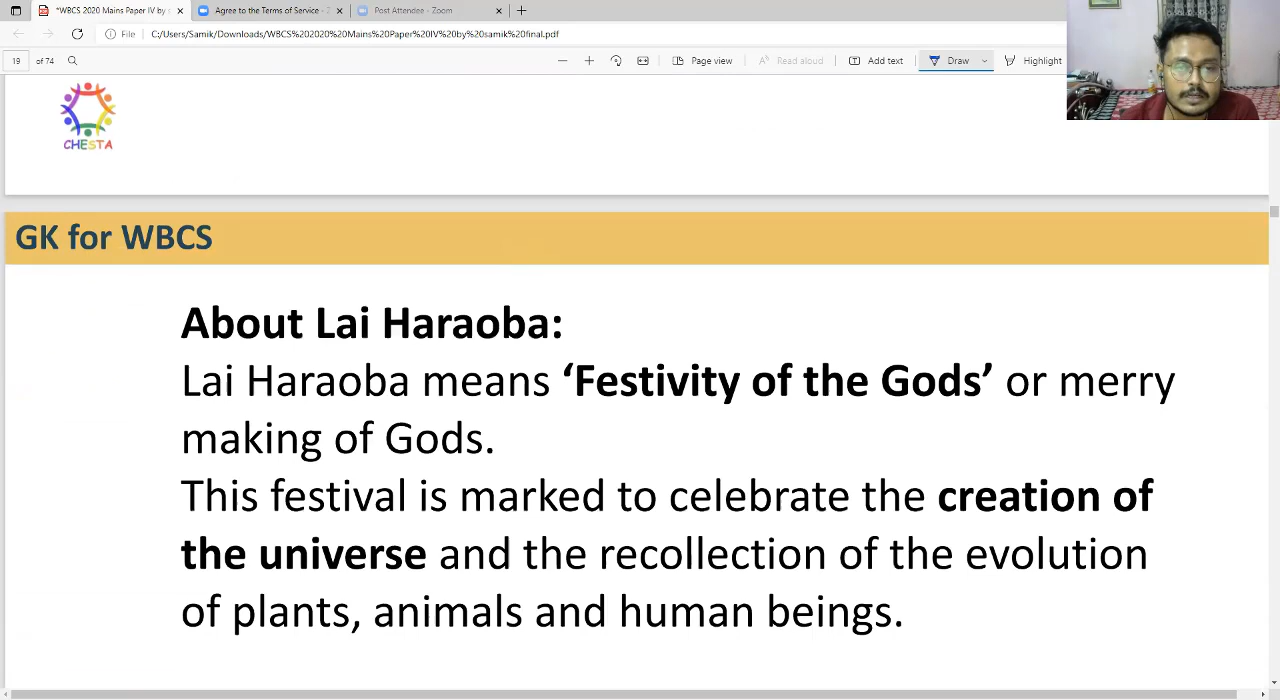 *WBCS 2020 Mains Paper IV by
Agree to the Terms of Service - Z
Post Attendee - Zoom
File
C:/Users/Samik/Downloads/WBCS%202020%20Mains%20Paper%20IV%20by%20samik%20final.pdf
19 of 74
Page view
Read aloud
Add text
Draw
Highlight
CHESTA
GK for WBCS
About Lai Haraoba:
Lai Haraoba means ‘Festivity of the Gods’ or merry
making of Gods.
This festival is marked to celebrate the creation of
the universe and the recollection of the evolution
of plants, animals and human beings.